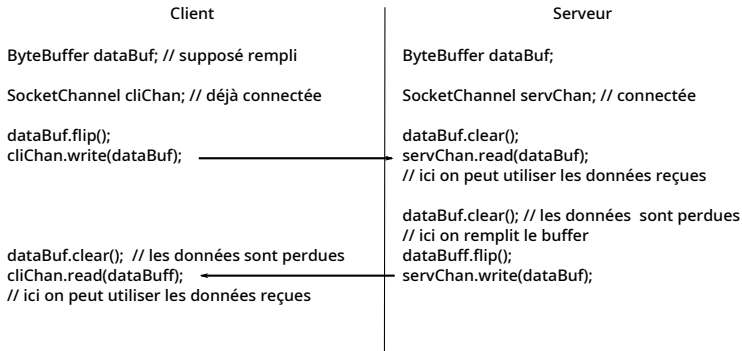 Client
ByteBuffer dataBuf; // supposé rempli
SocketChannel cliChan; // déjà connectée
dataBuf.flip();
cliChan.write(dataBuf);
dataBuf.clear();  // les données sont perdues
cliChan.read(dataBuff);
// ici on peut utiliser les données reçues
Serveur
ByteBuffer dataBuf;
SocketChannel servChan; // connectée
dataBuf.clear();
servChan.read(dataBuf);
// ici on peut utiliser les données reçues
dataBuf.clear(); // les données  sont perdues
// ici on remplit le buffer
dataBuff.flip();
servChan.write(dataBuf);